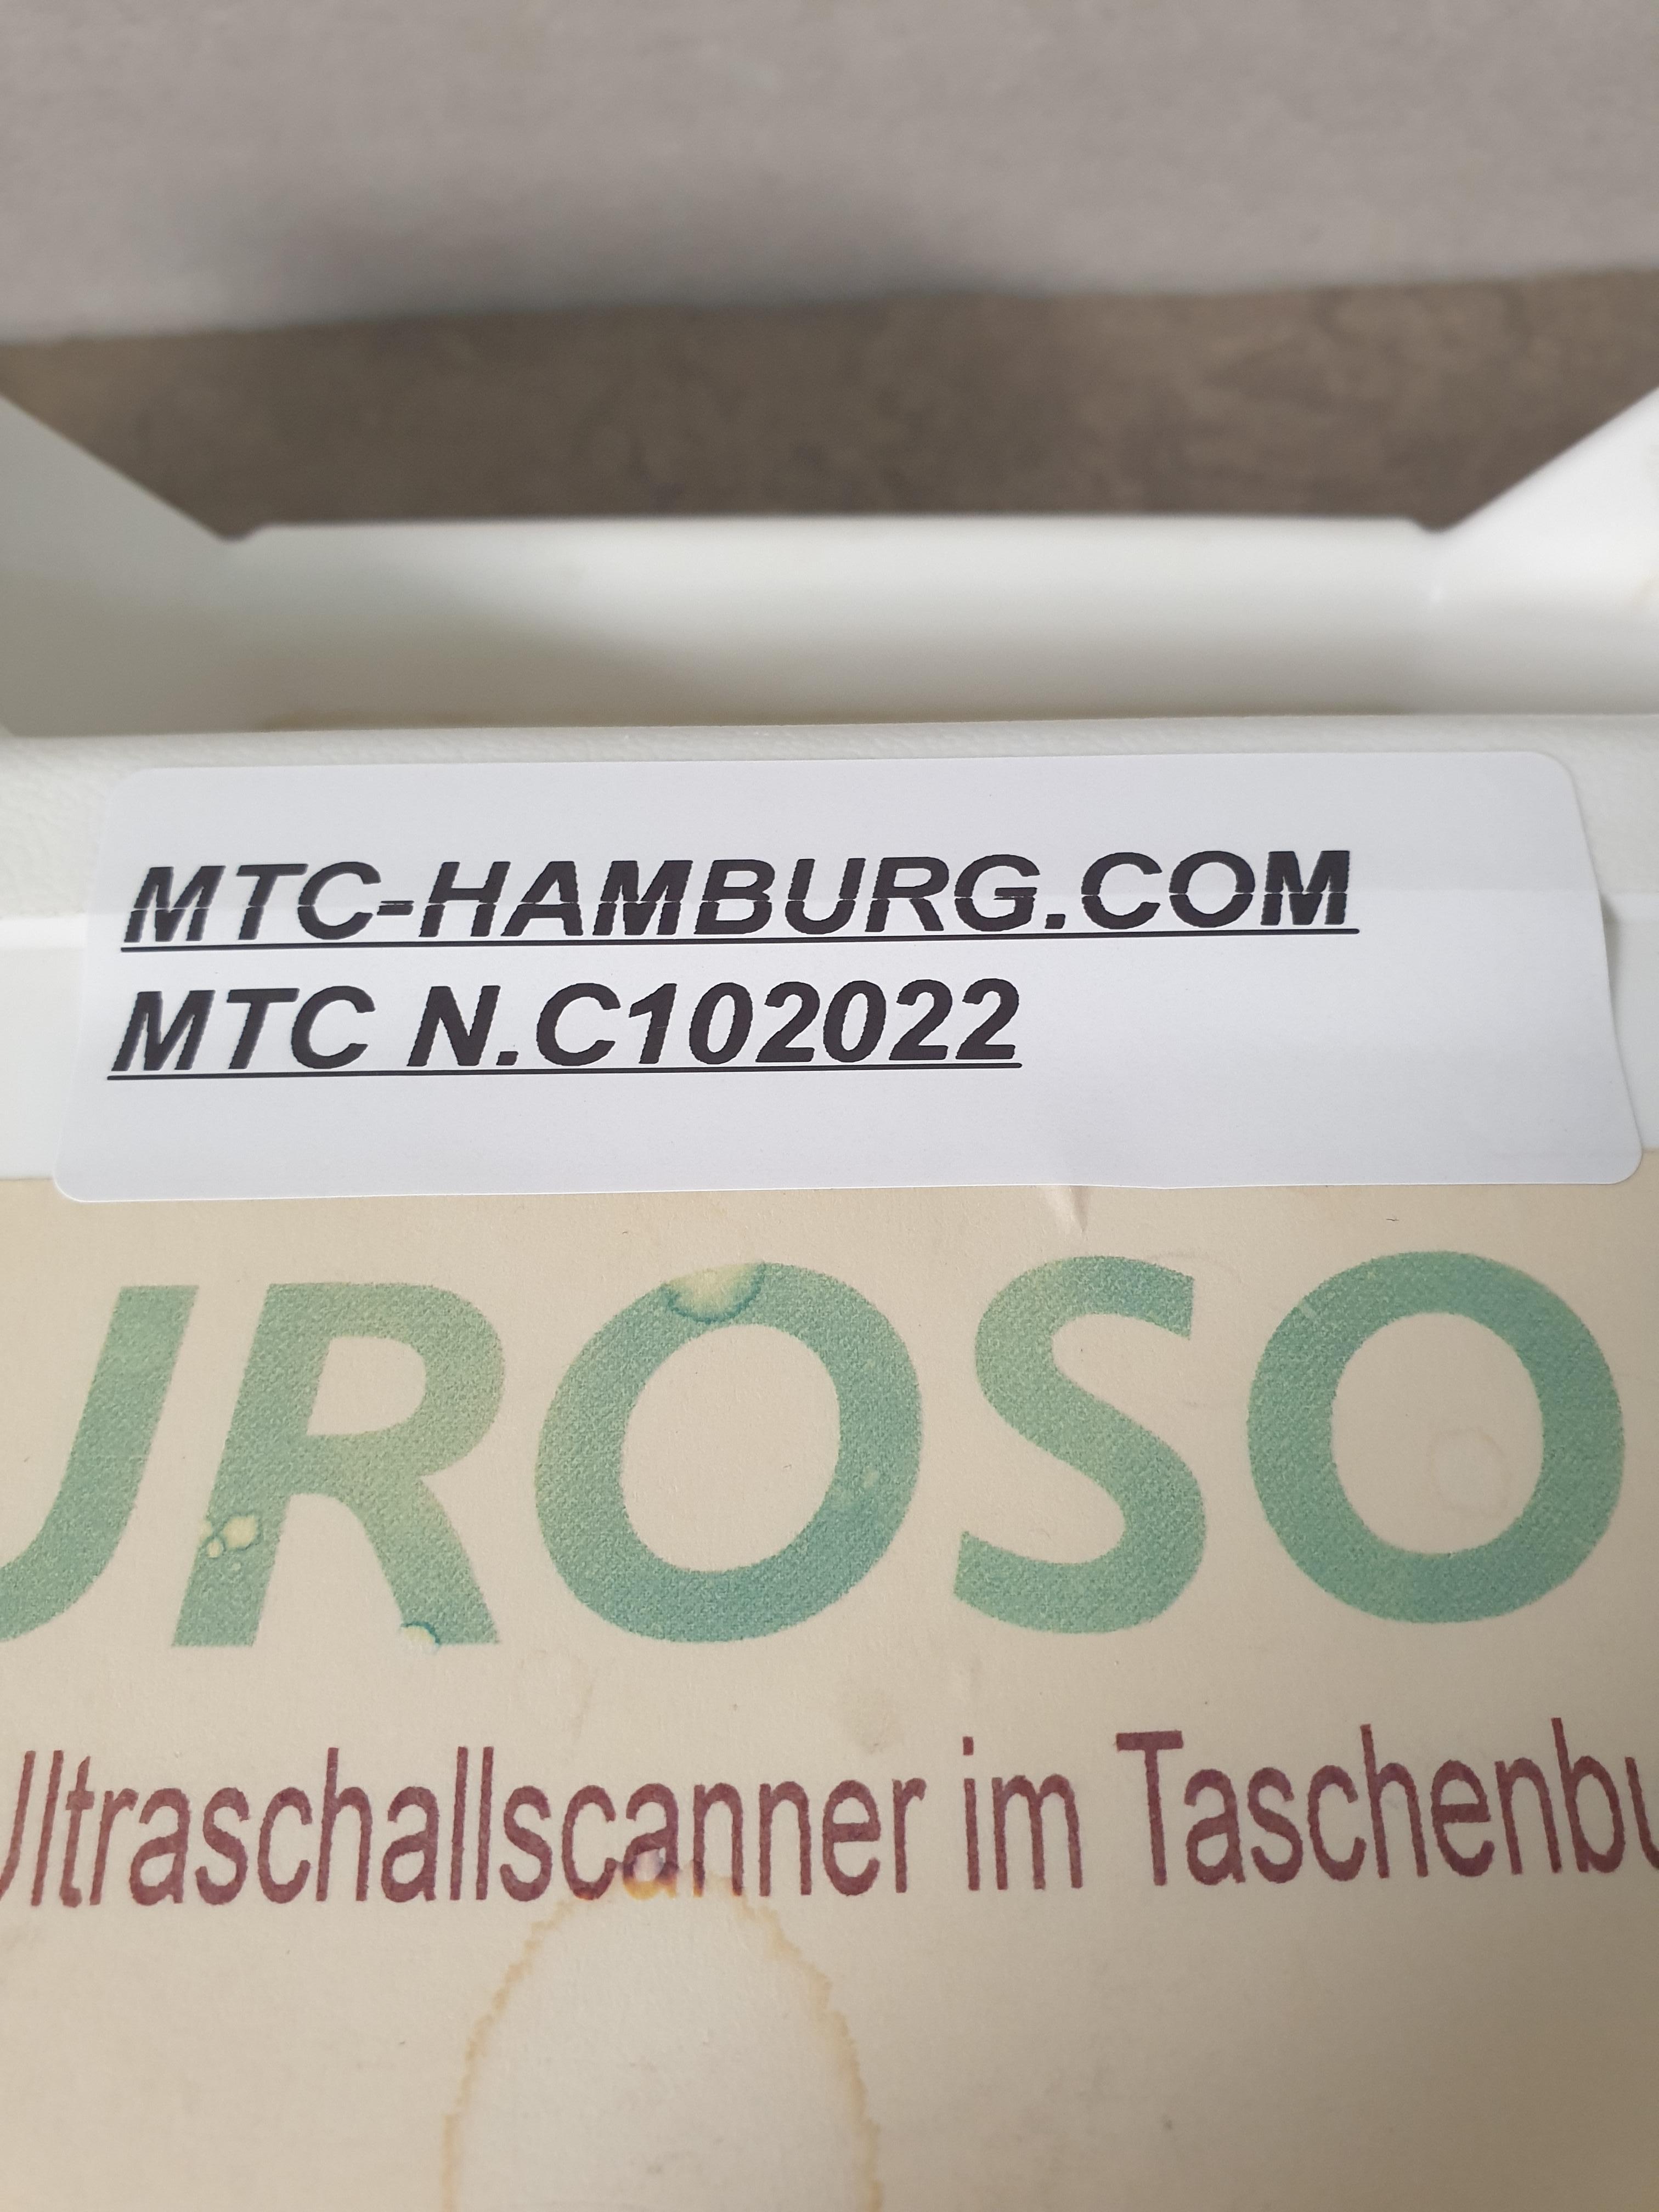 MTC-HAMBURG.COM
MTC N.C102022
UROSO
Ultraschallscanner im Taschenbu